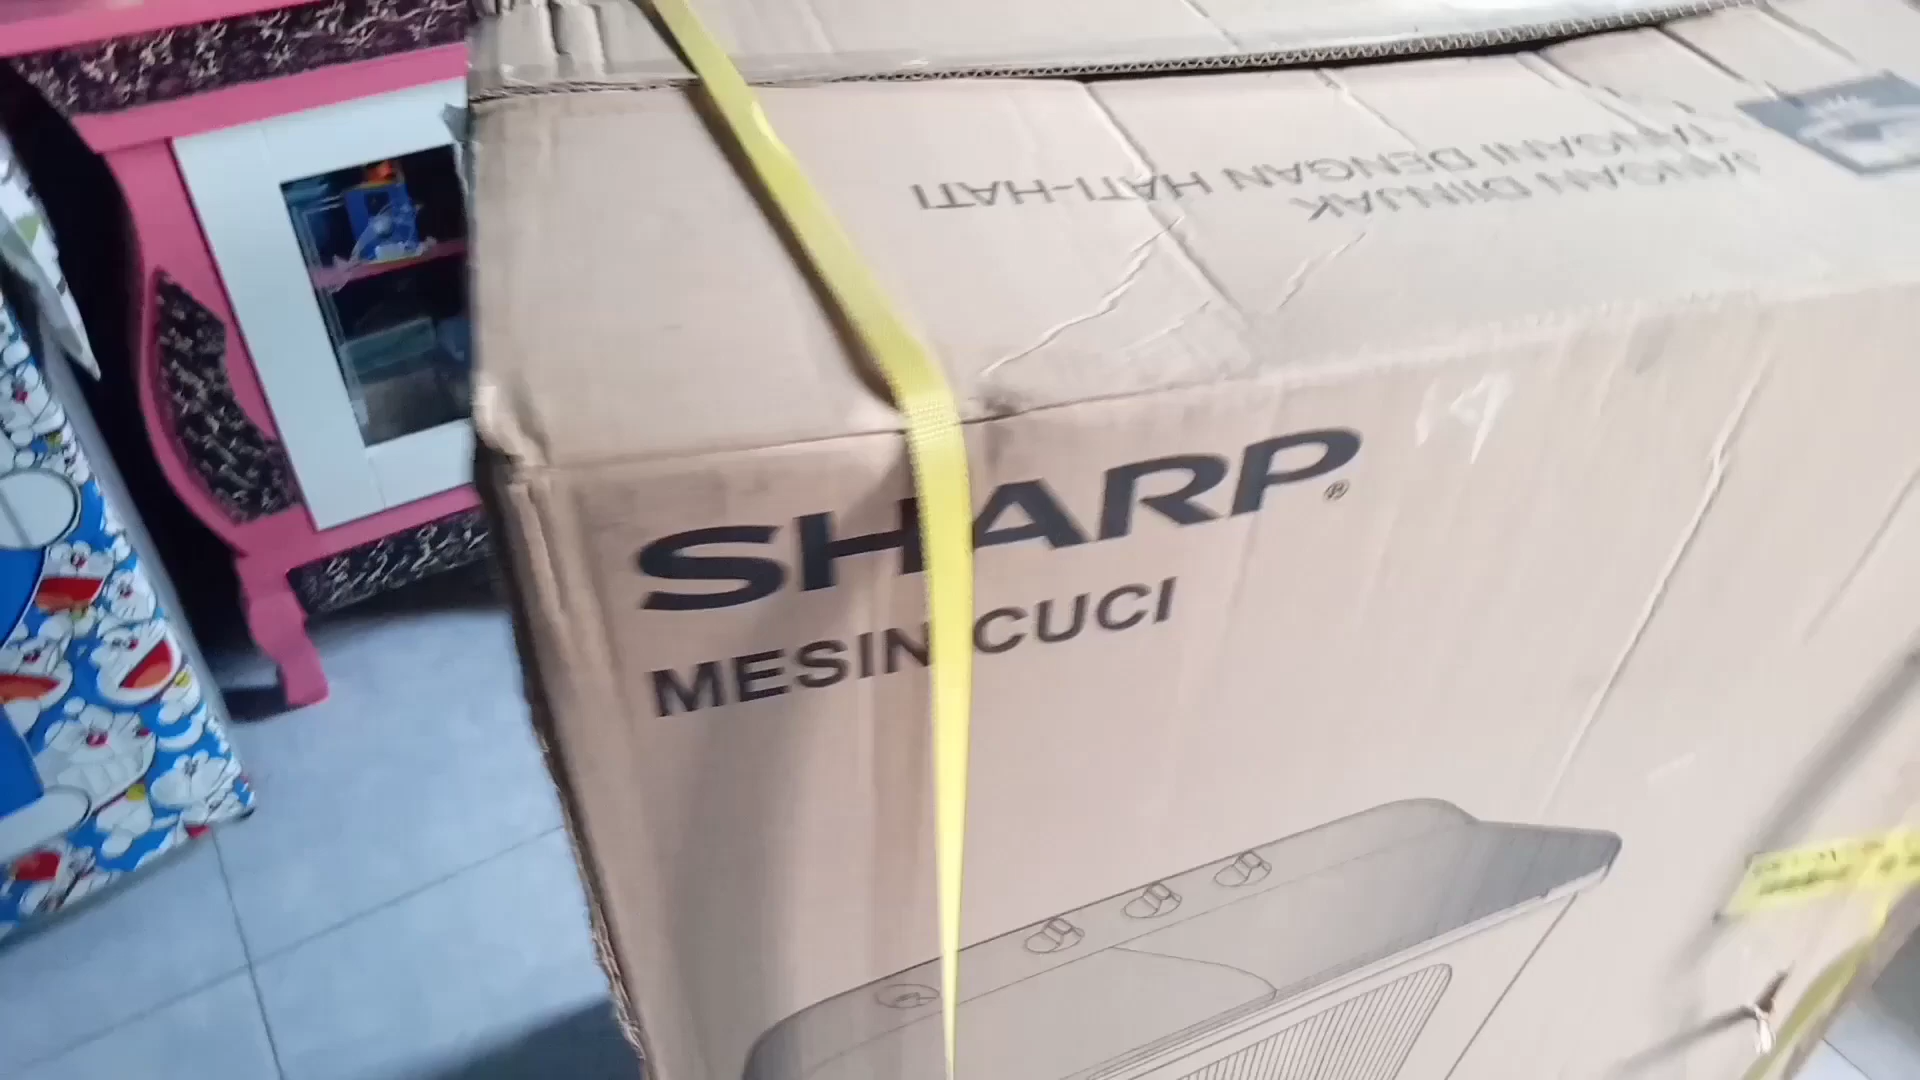 JANGAN DIINJAK
TANGANI DENGAN HATI-HATI
SHARP®
MESIN CUCI